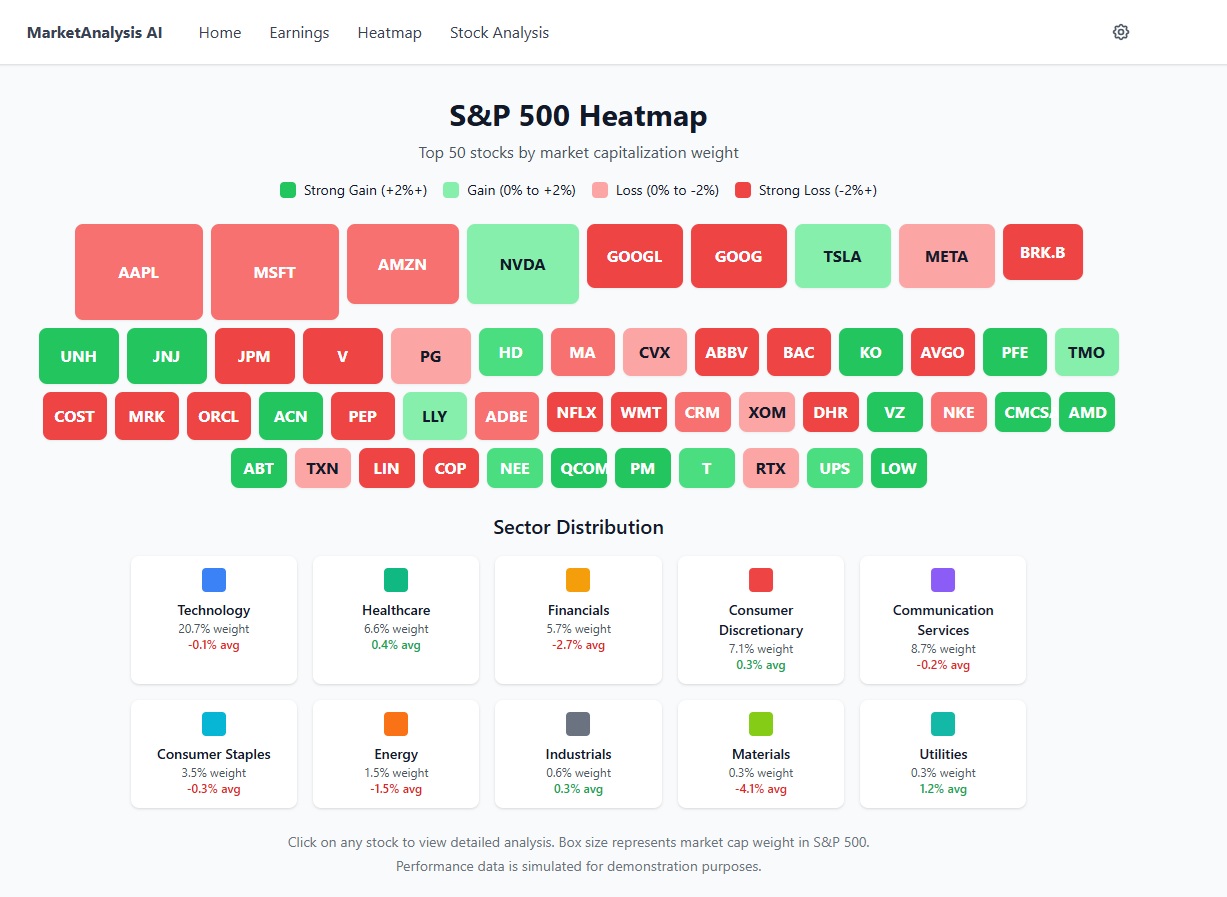 MarketAnalysis AI Home Earnings Heatmap Stock Analysis
S&P 500 Heatmap
Top 50 stocks by market capitalization weight
Strong Gain (+2%+) Gain (0% to +2%) Loss (0% to -2%) Strong Loss (-2%+)
AAPL MSFT AMZN NVDA GOOGL GOOG TSLA META BRK.B
UNH JNJ JPM V PG HD MA CVX ABBV BAC KO AVGO PFE TMO
COST MRK ORCL ACN PEP LLY ADBE NFLX WMT CRM XOM DHR VZ NKE CMCSA AMD
ABT TXN LIN COP NEE QCOM PM T RTX UPS LOW
Sector Distribution
Technology
20.7% weight
-0.1% avg
Healthcare
6.6% weight
0.4% avg
Financials
5.7% weight
-2.7% avg
Consumer
Discretionary
7.1% weight
0.3% avg
Communication
Services
8.7% weight
-0.2% avg
Consumer Staples
3.5% weight
-0.3% avg
Energy
1.5% weight
-1.5% avg
Industrials
0.6% weight
0.3% avg
Materials
0.3% weight
-4.1% avg
Utilities
0.3% weight
1.2% avg
Click on any stock to view detailed analysis. Box size represents market cap weight in S&P 500.
Performance data is simulated for demonstration purposes.